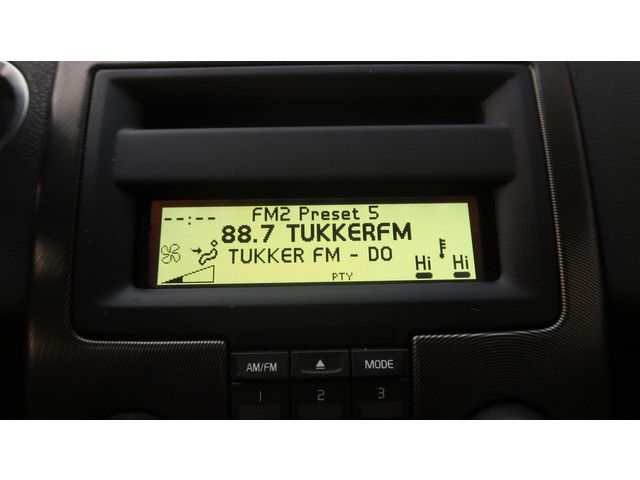 --:-- FM2 Preset 5
88.7 TUKKERFM
TUKKER FM - DO
Hi Hi
PTY
AM/FM MODE
1 2 3